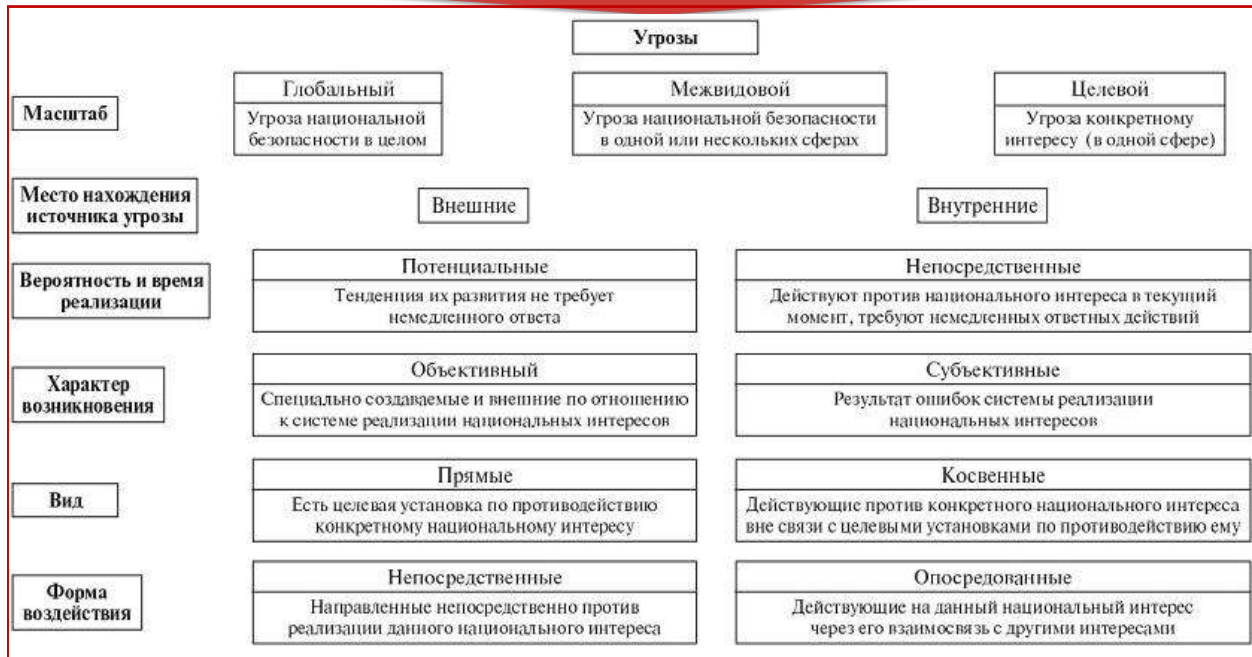 Угрозы
Масштаб
Глобальный
Угроза национальной
безопасности в целом
Межвидовой
Угроза национальной безопасности
в одной или нескольких сферах
Целевой
Угроза конкретному
интересу (в одной сфере)
Место нахождения
источника угрозы
Внешние
Внутренние
Вероятность и время
реализации
Потенциальные
Тенденция их развития не требует
немедленного ответа
Непосредственные
Действуют против национального интереса в текущий
момент, требуют немедленных ответных действий
Характер
возникновения
Объективный
Специально создаваемые и внешние по отношению
к системе реализации национальных интересов
Субъективные
Результат ошибок системы реализации
национальных интересов
Вид
Прямые
Есть целевая установка по противодействию
конкретному национальному интересу
Косвенные
Действующие против конкретного национального интереса
вне связи с целевыми установками по противодействию ему
Форма
воздействия
Непосредственные
Направленные непосредственно против
реализации данного национального интереса
Опосредованные
Действующие на данный национальный интерес
через его взаимосвязь с другими интересами